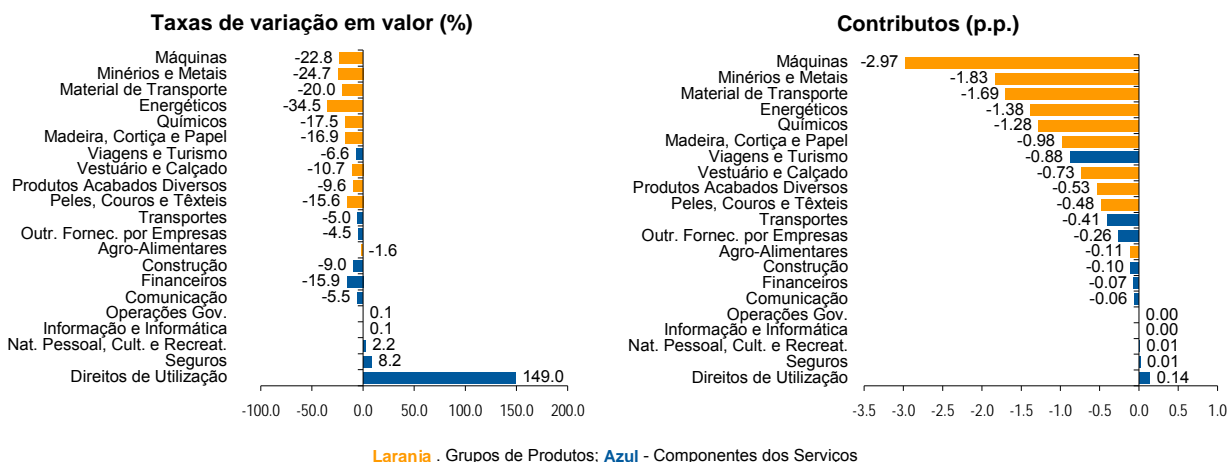 Taxas de variação em valor (%)
Máquinas -22.8
Minérios e Metais -24.7
Material de Transporte -20.0
Energéticos -34.5
Químicos -17.5
Madeira, Cortiça e Papel -16.9
Viagens e Turismo -6.6
Vestuário e Calçado -10.7
Produtos Acabados Diversos -9.6
Peles, Couros e Têxteis -15.6
Transportes -5.0
Outr. Fornec. por Empresas -4.5
Agro-Alimentares -1.6
Construção -9.0
Financeiros -15.9
Comunicação -5.5
Operações Gov. 0.1
Informação e Informática 0.1
Nat. Pessoal, Cult. e Recreat. 2.2
Seguros 8.2
Direitos de Utilização 149.0
-100.0 -50.0 0.0 50.0 100.0 150.0 200.0
Contributos (p.p.)
Máquinas -2.97
Minérios e Metais -1.83
Material de Transporte -1.69
Energéticos -1.38
Químicos -1.28
Madeira, Cortiça e Papel -0.98
Viagens e Turismo -0.88
Vestuário e Calçado -0.73
Produtos Acabados Diversos -0.53
Peles, Couros e Têxteis -0.48
Transportes -0.41
Outr. Fornec. por Empresas -0.26
Agro-Alimentares -0.11
Construção -0.10
Financeiros -0.07
Comunicação -0.06
Operações Gov. 0.00
Informação e Informática 0.00
Nat. Pessoal, Cult. e Recreat. 0.01
Seguros 0.01
Direitos de Utilização 0.14
-3.5 -3.0 -2.5 -2.0 -1.5 -1.0 -0.5 0.0 0.5 1.0
Laranja . Grupos de Produtos; Azul - Componentes dos Serviços